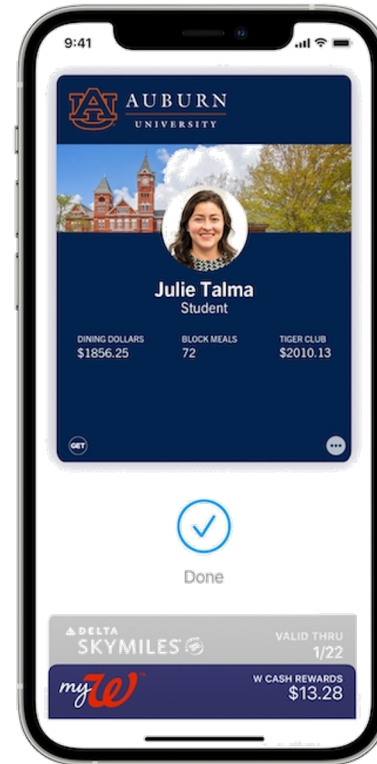 9:41
AUBURN
UNIVERSITY
Julie Talma
Student
DINING DOLLARS
BLOCK MEALS
TIGER CLUB
$1856.25
72
$2010.13
GET
Done
DELTA
SKYMILES
VALID THRU
1/22
my W
W CASH REWARDS
$13.28